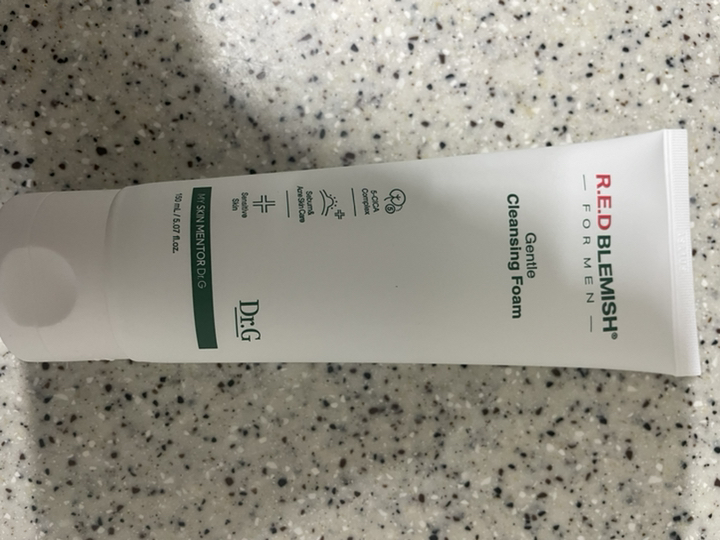 R.E.D BLEMISH®
— FOR MEN —
Gentle
Cleansing Foam
5-CICA
Complex
Sebum&
Acne Skin Care
Sensitive
Skin
Dr.G
MY SKIN MENTOR Dr.G
150 mL / 5.07 fl.oz.